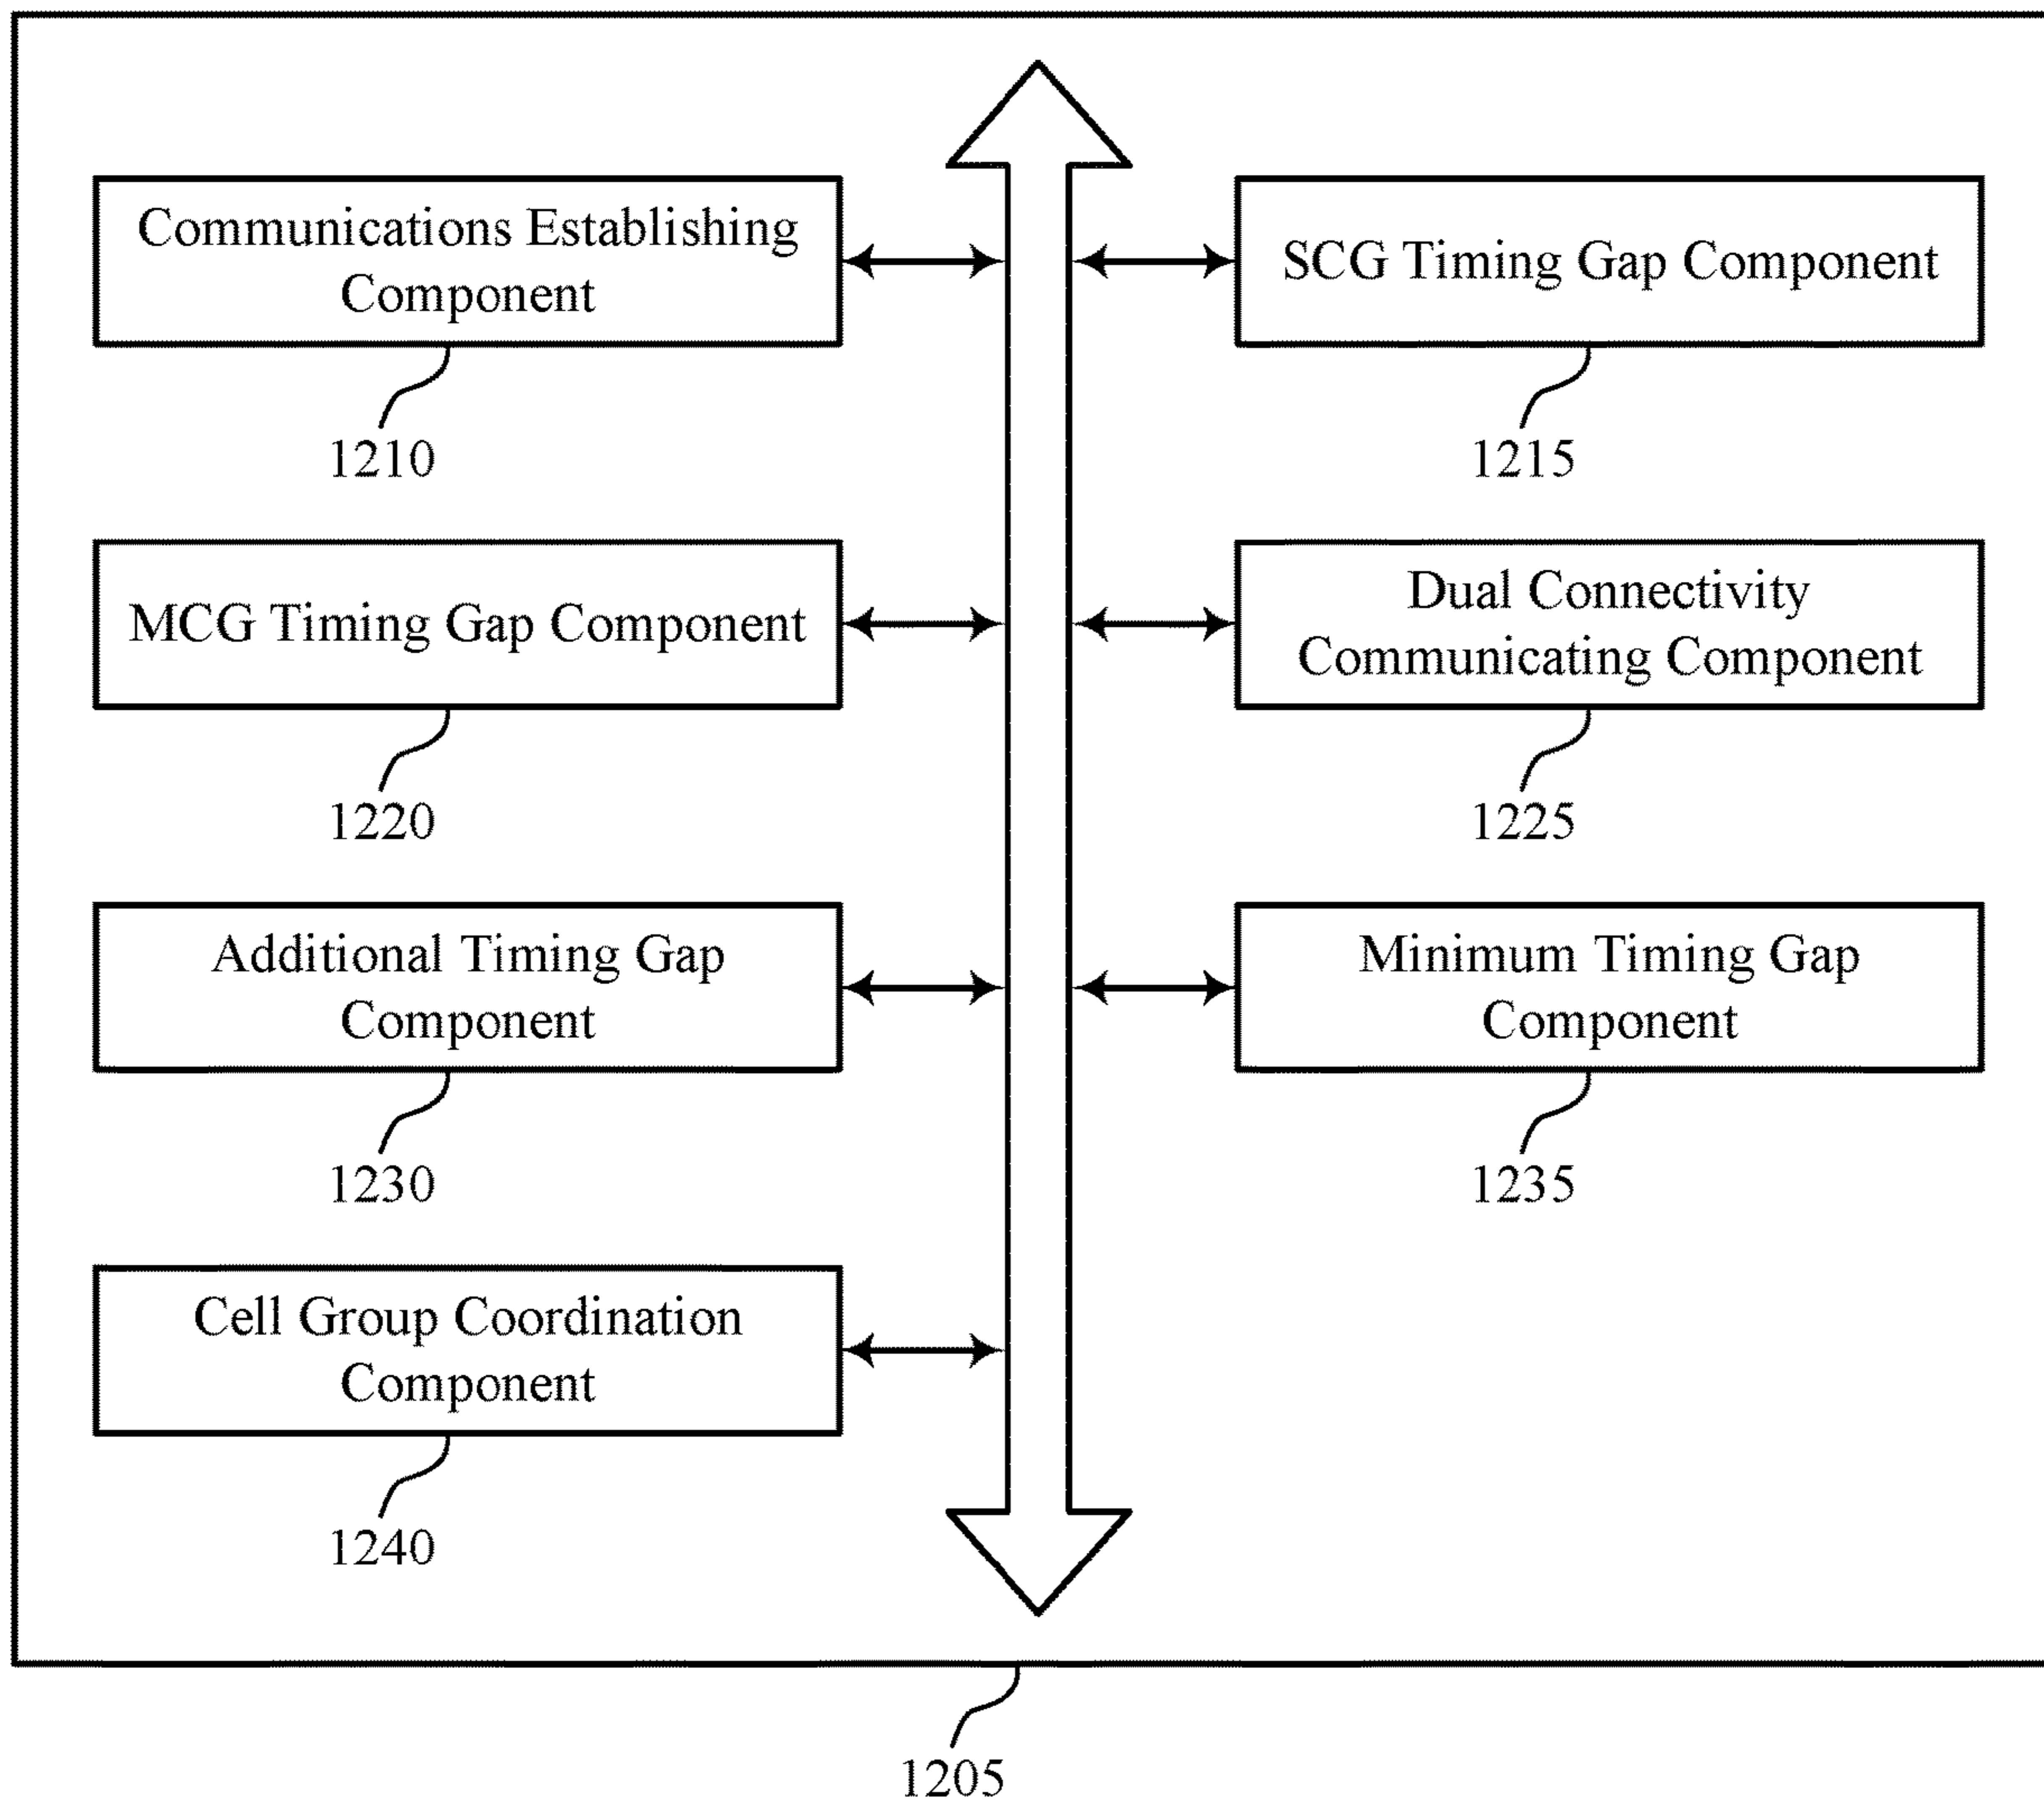 Communications Establishing
Component
1210
SCG Timing Gap Component
1215
MCG Timing Gap Component
1220
Dual Connectivity
Communicating Component
1225
Additional Timing Gap
Component
1230
Minimum Timing Gap
Component
1235
Cell Group Coordination
Component
1240
1205